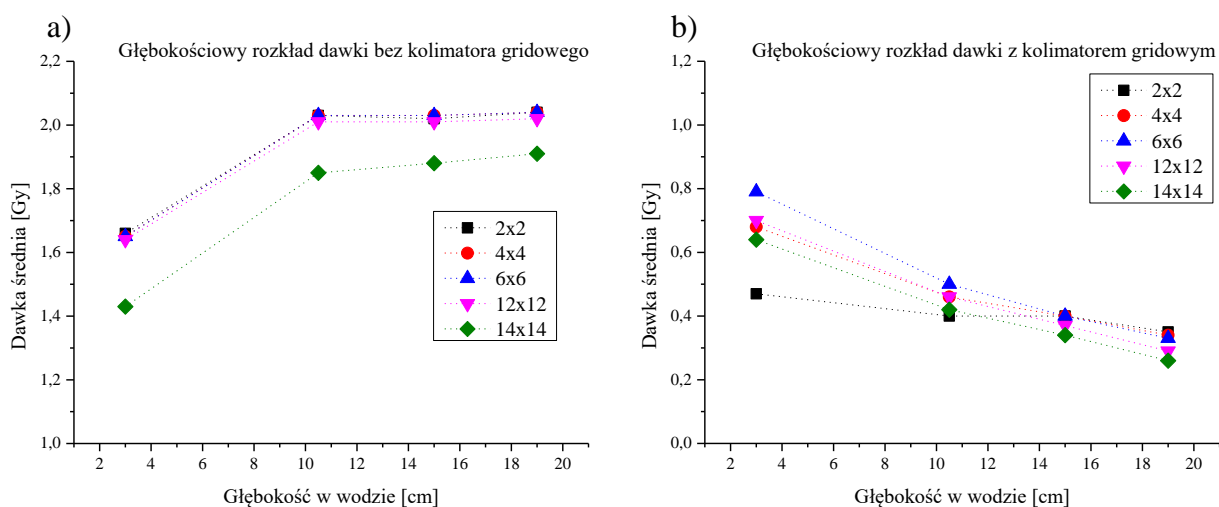 a)
Głębokościowy rozkład dawki bez kolimatora gridowego
2,2
2,0
1,8
1,6
1,4
1,2
1,0
2 4 6 8 10 12 14 16 18 20
Dawka średnia [Gy]
Głębokość w wodzie [cm]
2x2
4x4
6x6
12x12
14x14
b)
Głębokościowy rozkład dawki z kolimatorem gridowym
1,2
1,0
0,8
0,6
0,4
0,2
0,0
2 4 6 8 10 12 14 16 18 20
Dawka średnia [Gy]
Głębokość w wodzie [cm]
2x2
4x4
6x6
12x12
14x14